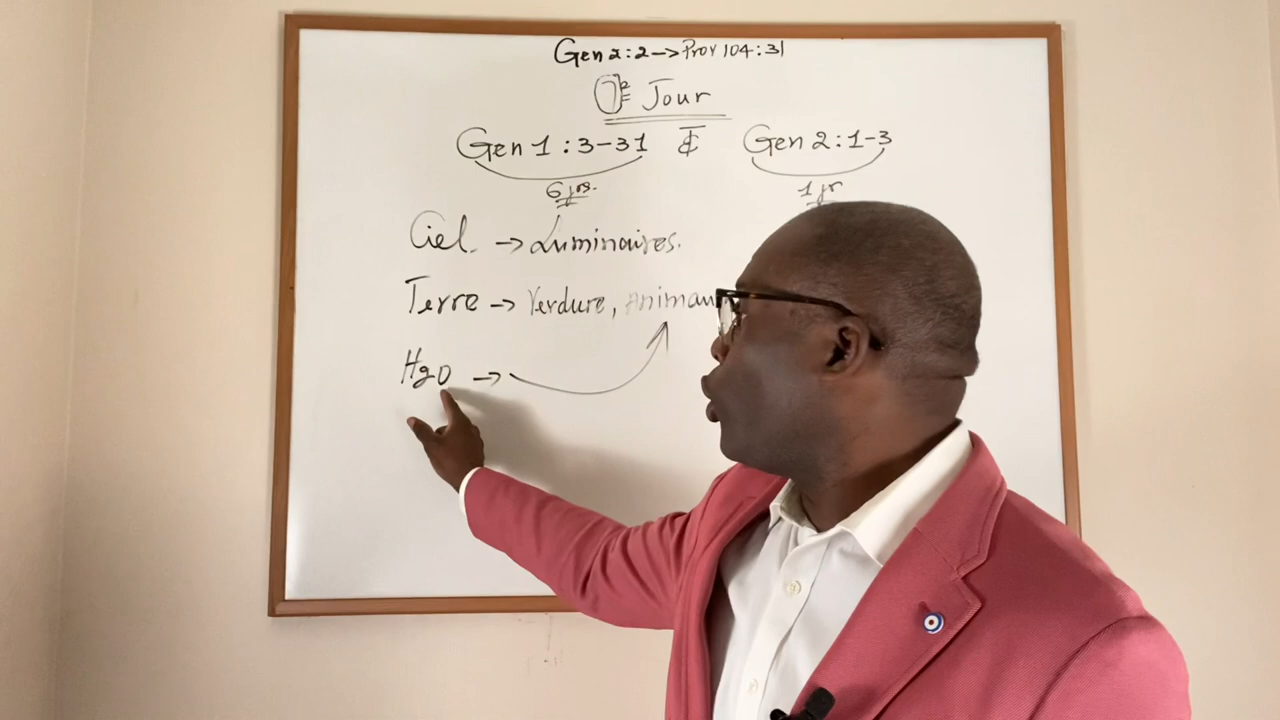 Gen 2:2 → Prov 104:31
7e Jour
Gen 1 : 3-31 & Gen 2 : 1-3
6 jrs. 1 jr
Ciel → Luminaires.
Terre → Verdure, Animau
H2O →